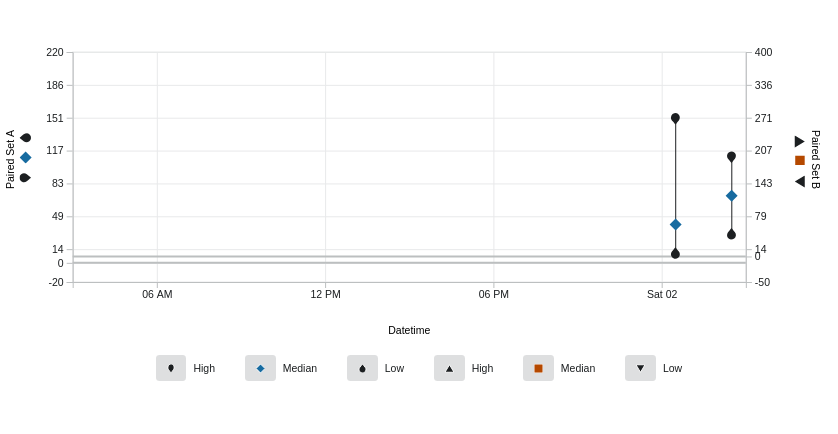 220
186
151
117
83
49
14
0
-20
400
336
271
207
143
79
14
0
-50
Paired Set A
Paired Set B
06 AM
12 PM
06 PM
Sat 02
Datetime
High
Median
Low
High
Median
Low